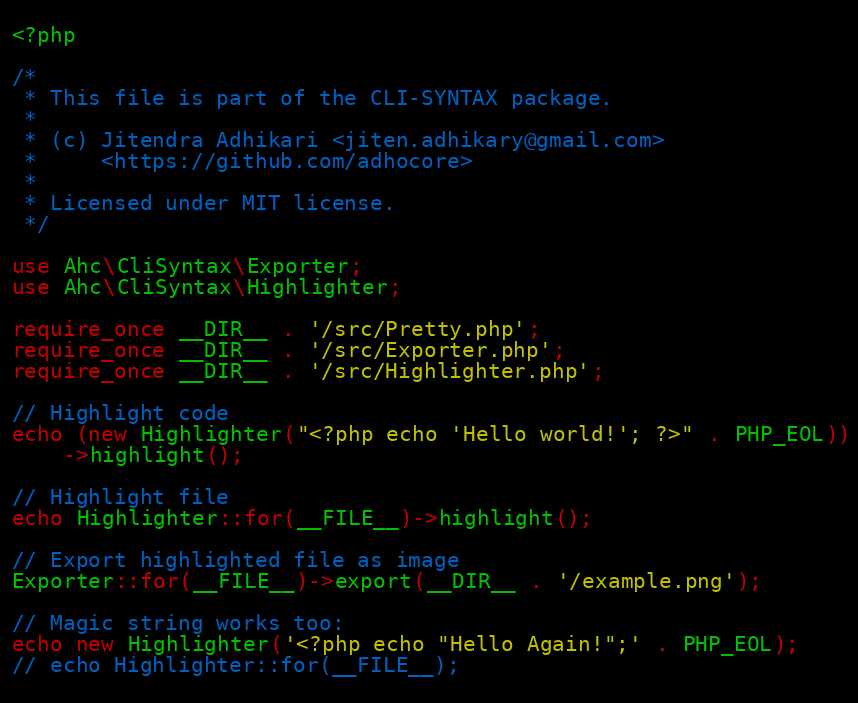 <?php

/*
 * This file is part of the CLI-SYNTAX package.
 *
 * (c) Jitendra Adhikari <jiten.adhikary@gmail.com>
 *     <https://github.com/adhocore>
 *
 * Licensed under MIT license.
 */

use Ahc\CliSyntax\Exporter;
use Ahc\CliSyntax\Highlighter;

require_once __DIR__ . '/src/Pretty.php';
require_once __DIR__ . '/src/Exporter.php';
require_once __DIR__ . '/src/Highlighter.php';

// Highlight code
echo (new Highlighter("<?php echo 'Hello world!'; ?>" . PHP_EOL))
    ->highlight();

// Highlight file
echo Highlighter::for(__FILE__)->highlight();

// Export highlighted file as image
Exporter::for(__FILE__)->export(__DIR__ . '/example.png');

// Magic string works too:
echo new Highlighter('<?php echo "Hello Again!";' . PHP_EOL);
// echo Highlighter::for(__FILE__);